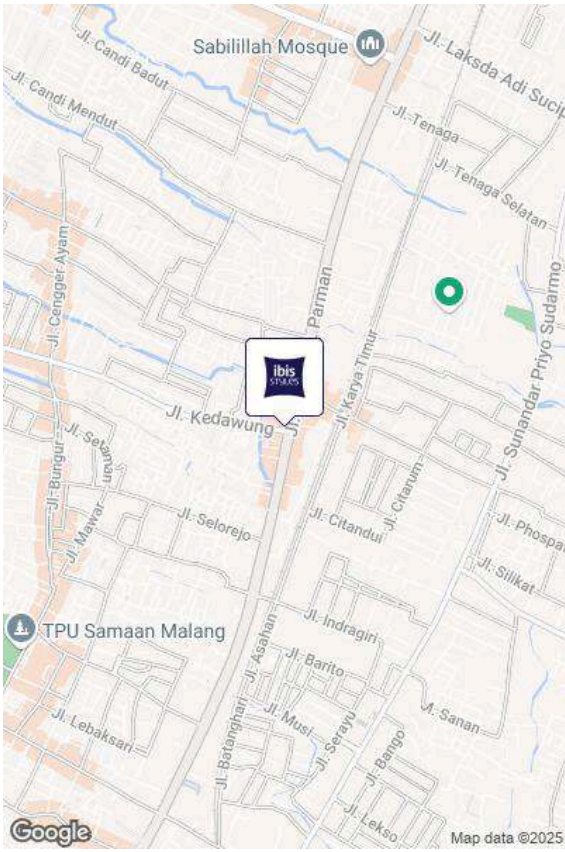 Sabilillah Mosque
Jl. Laksda Adi Sucip
Jl. Candi Badut
Jl. Candi Mendut
Jl. Tenaga
Jl. Tenaga Selatan
Jl. Cengger Ayam
Parman
Jl. Sunandar Priyo Sudarmo
Jl. Karya Timur
ibis
STYLES
Jl. Kedawung
Jl.
Jl. Setaman
Jl. Bungur
Jl. Mawar
Jl. Selorejo
Jl. Citarum
Jl. Citandui
Jl. Phospat
Jl. Silikat
TPU Samaan Malang
Jl. Indragiri
Jl. Asahan
Jl. Barito
Jl. Musi
Jl. Serayu
Jl. Sanan
Jl. Lebaksari
Jl. Batanghari
Jl. Bango
Jl. Lekso
Google
Map data ©2025